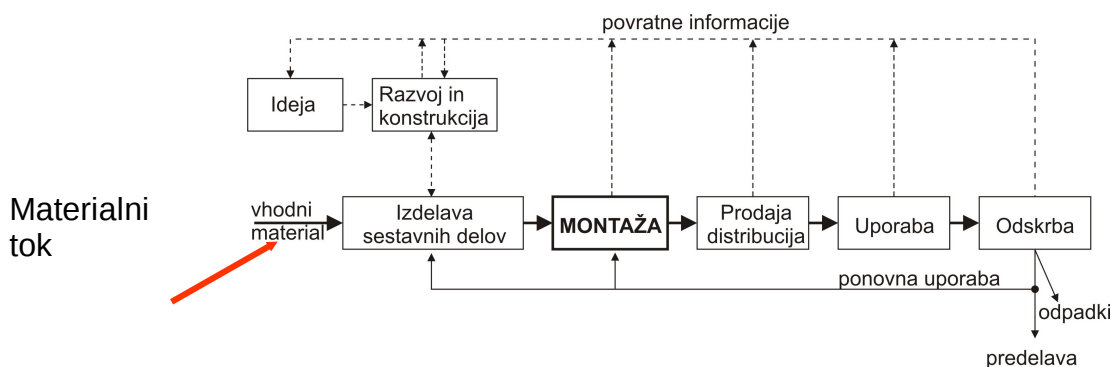 povratne informacije
Ideja
Razvoj in
konstrukcija
Materialni
tok
vhodni
material
Izdelava
sestavnih delov
MONTAŽA
Prodaja
distribucija
Uporaba
Odskrba
ponovna uporaba
odpadki
predelava